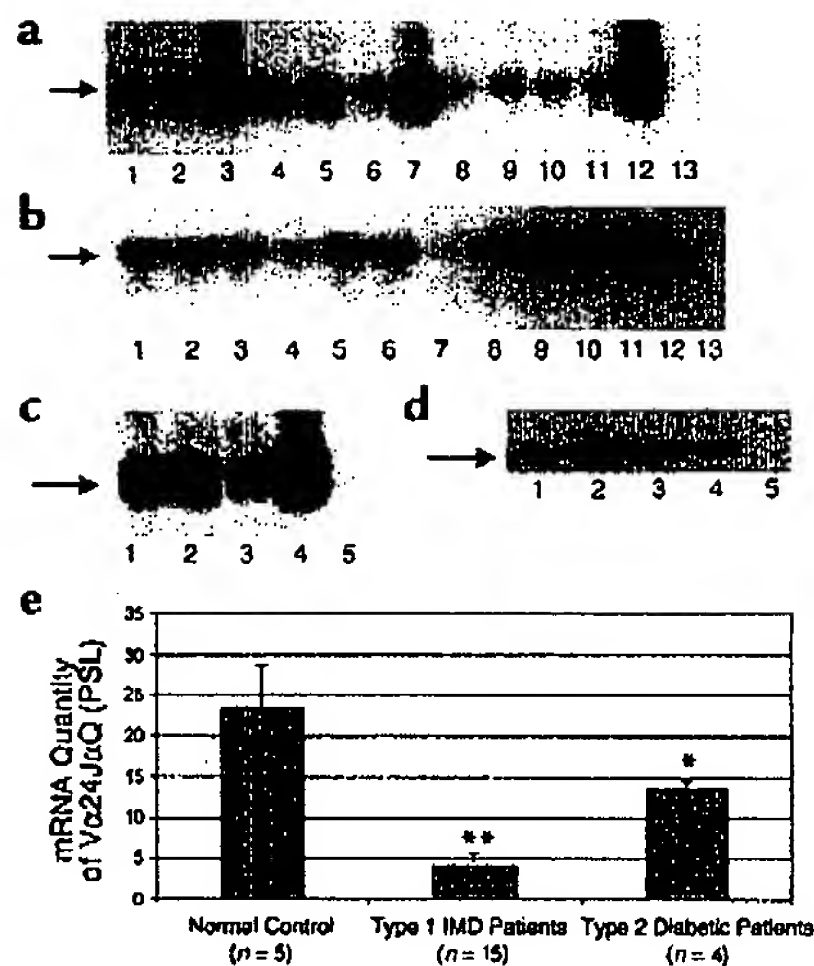 a
1 2 3 4 5 6 7 8 9 10 11 12 13
b
1 2 3 4 5 6 7 8 9 10 11 12 13
c
1 2 3 4 5
d
1 2 3 4 5
e
mRNA Quantity
of Vα24JαQ (PSL)
35
30
25
20
15
10
5
0
**
*
Normal Control Type 1 IMD Patients Type 2 Diabetic Patients
(n = 5) (n = 15) (n = 4)